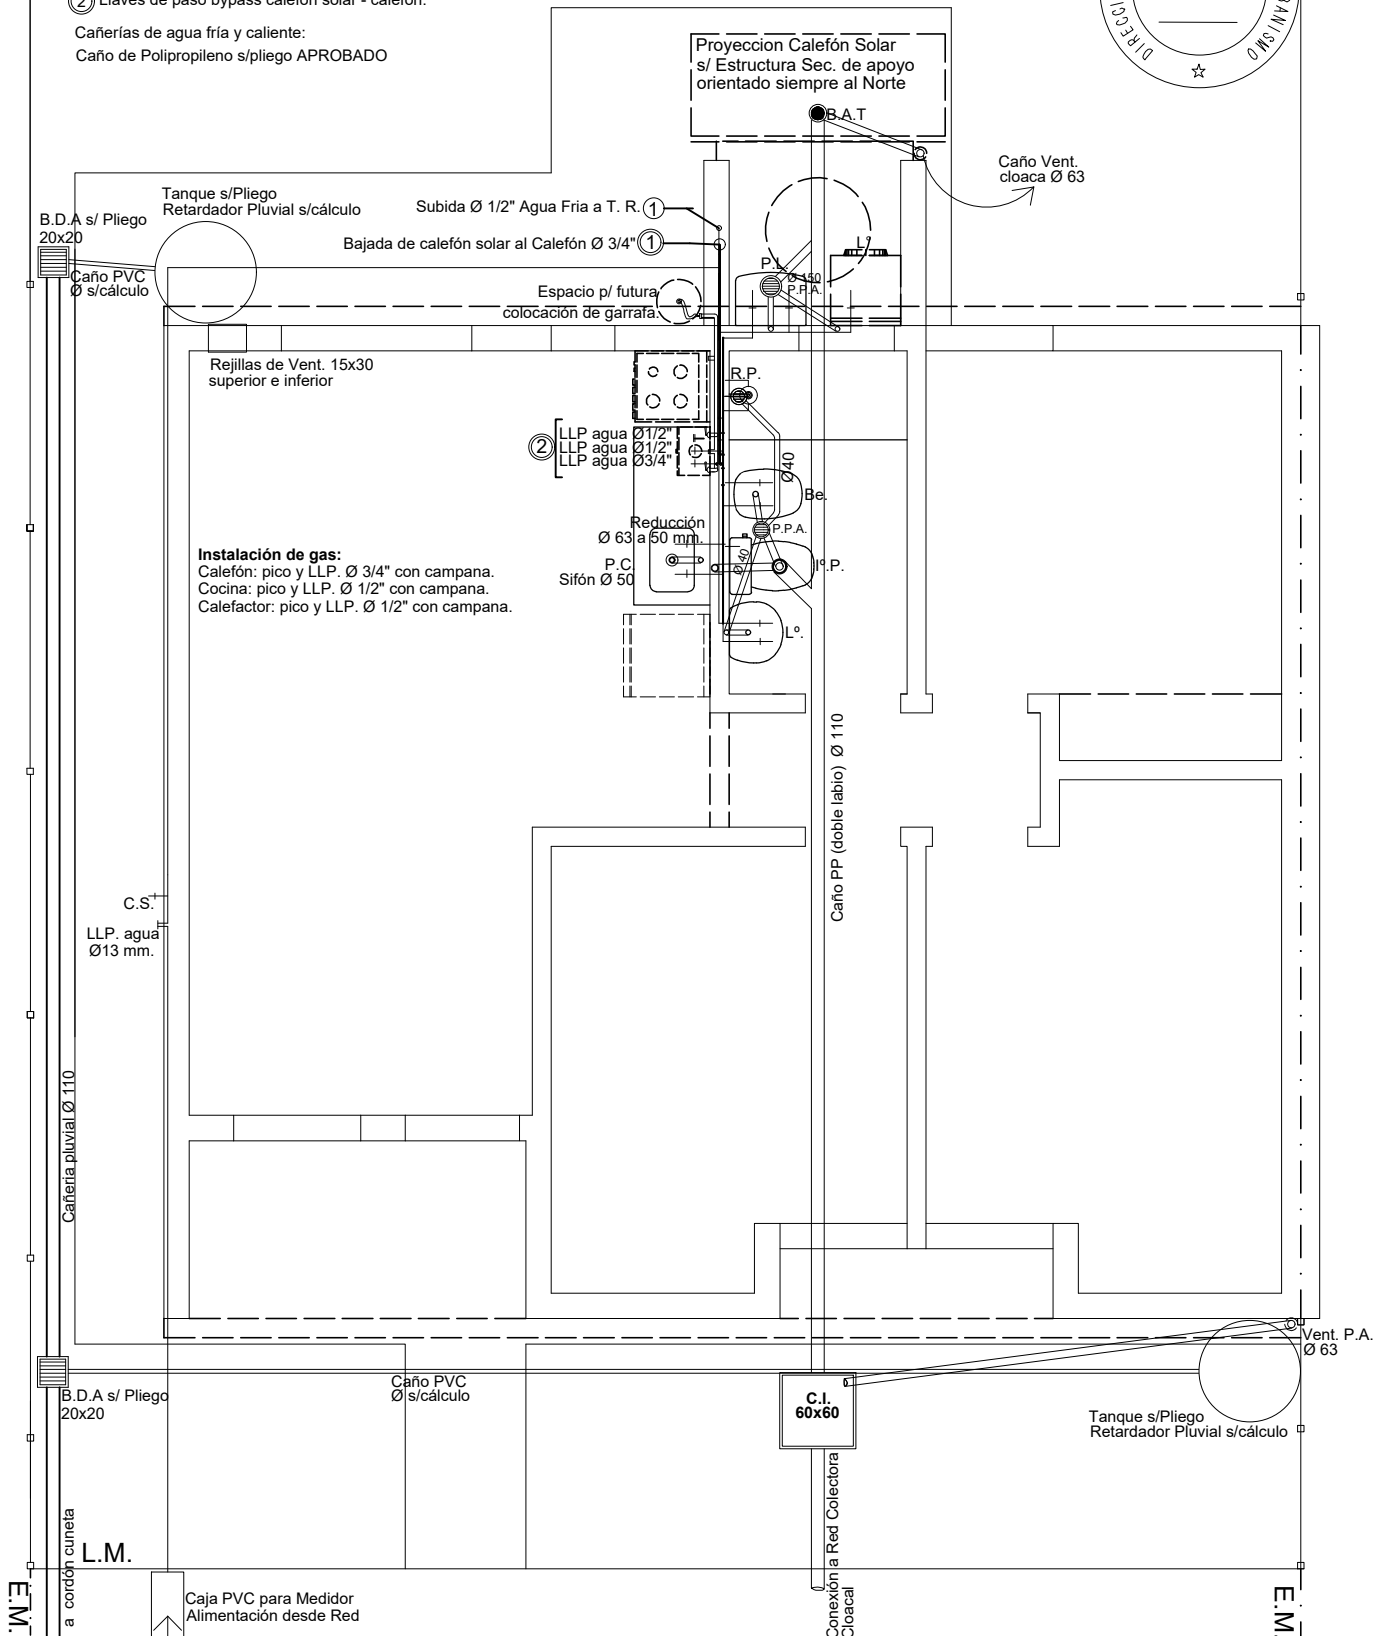 2 Llaves de paso bypass calefón solar - calefón.
Cañerías de agua fría y caliente:
Caño de Polipropileno s/pliego APROBADO
DIRECCI
BANISMO
Proyeccion Calefón Solar
s/ Estructura Sec. de apoyo
orientado siempre al Norte
B.A.T
Caño Vent.
cloaca Ø 63
Tanque s/Pliego
Retardador Pluvial s/cálculo
B.D.A s/ Pliego
20x20
Caño PVC
Ø s/cálculo
Subida Ø 1/2" Agua Fria a T. R. 1
Bajada de calefón solar al Calefón Ø 3/4" 1
Espacio p/ futura
colocación de garrafa.
P.L.
Ø 150
P.P.A.
Rejillas de Vent. 15x30
superior e inferior
R.P.
2
LLP agua Ø1/2"
LLP agua Ø1/2"
LLP agua Ø3/4"
Ø40
Be.
P.P.A.
Reducción
Ø 63 a 50 mm.
P.C.
Sifón Ø 50
Ø 40
Iº.P.
Lº.
Instalación de gas:
Calefón: pico y LLP. Ø 3/4" con campana.
Cocina: pico y LLP. Ø 1/2" con campana.
Calefactor: pico y LLP. Ø 1/2" con campana.
Caño PP (doble labio) Ø 110
C.S.
LLP. agua
Ø13 mm.
Cañeria pluvial Ø 110
Vent. P.A.
Ø 63
B.D.A s/ Pliego
20x20
Caño PVC
Ø s/cálculo
C.I.
60x60
Tanque s/Pliego
Retardador Pluvial s/cálculo
a cordón cuneta
L.M.
Conexión a Red Colectora
Cloacal
E.M.
E.M.
Caja PVC para Medidor
Alimentación desde Red